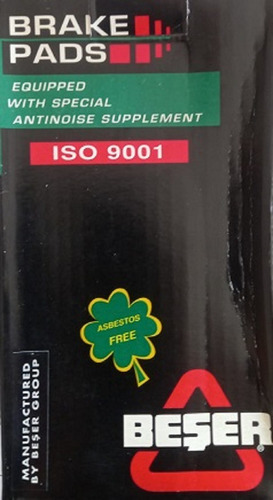 BRAKE
PADS
EQUIPPED
WITH SPECIAL
ANTINOISE SUPPLEMENT
ISO 9001
ASBESTOS
FREE
MANUFACTURED
BY BEŞER GROUP
BEŞER®